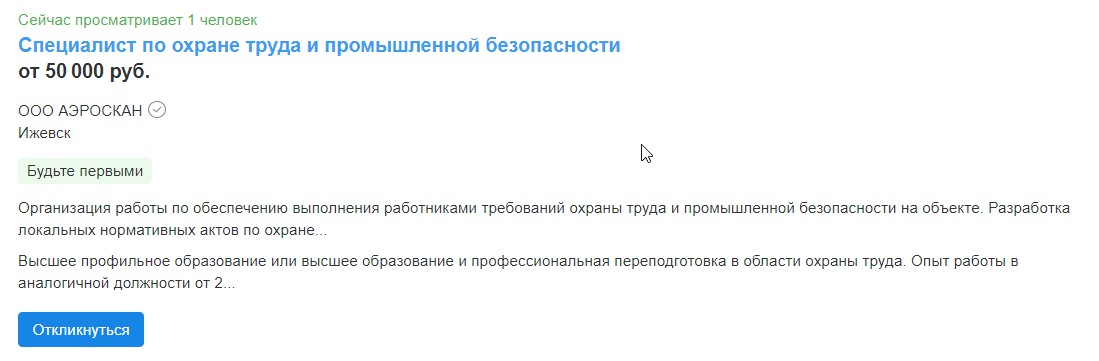 Сейчас просматривает 1 человек
Специалист по охране труда и промышленной безопасности
от 50 000 руб.
ООО АЭРОСКАН
Ижевск
Будьте первыми
Организация работы по обеспечению выполнения работниками требований охраны труда и промышленной безопасности на объекте. Разработка
локальных нормативных актов по охране...
Высшее профильное образование или высшее образование и профессиональная переподготовка в области охраны труда. Опыт работы в
аналогичной должности от 2...
Откликнуться